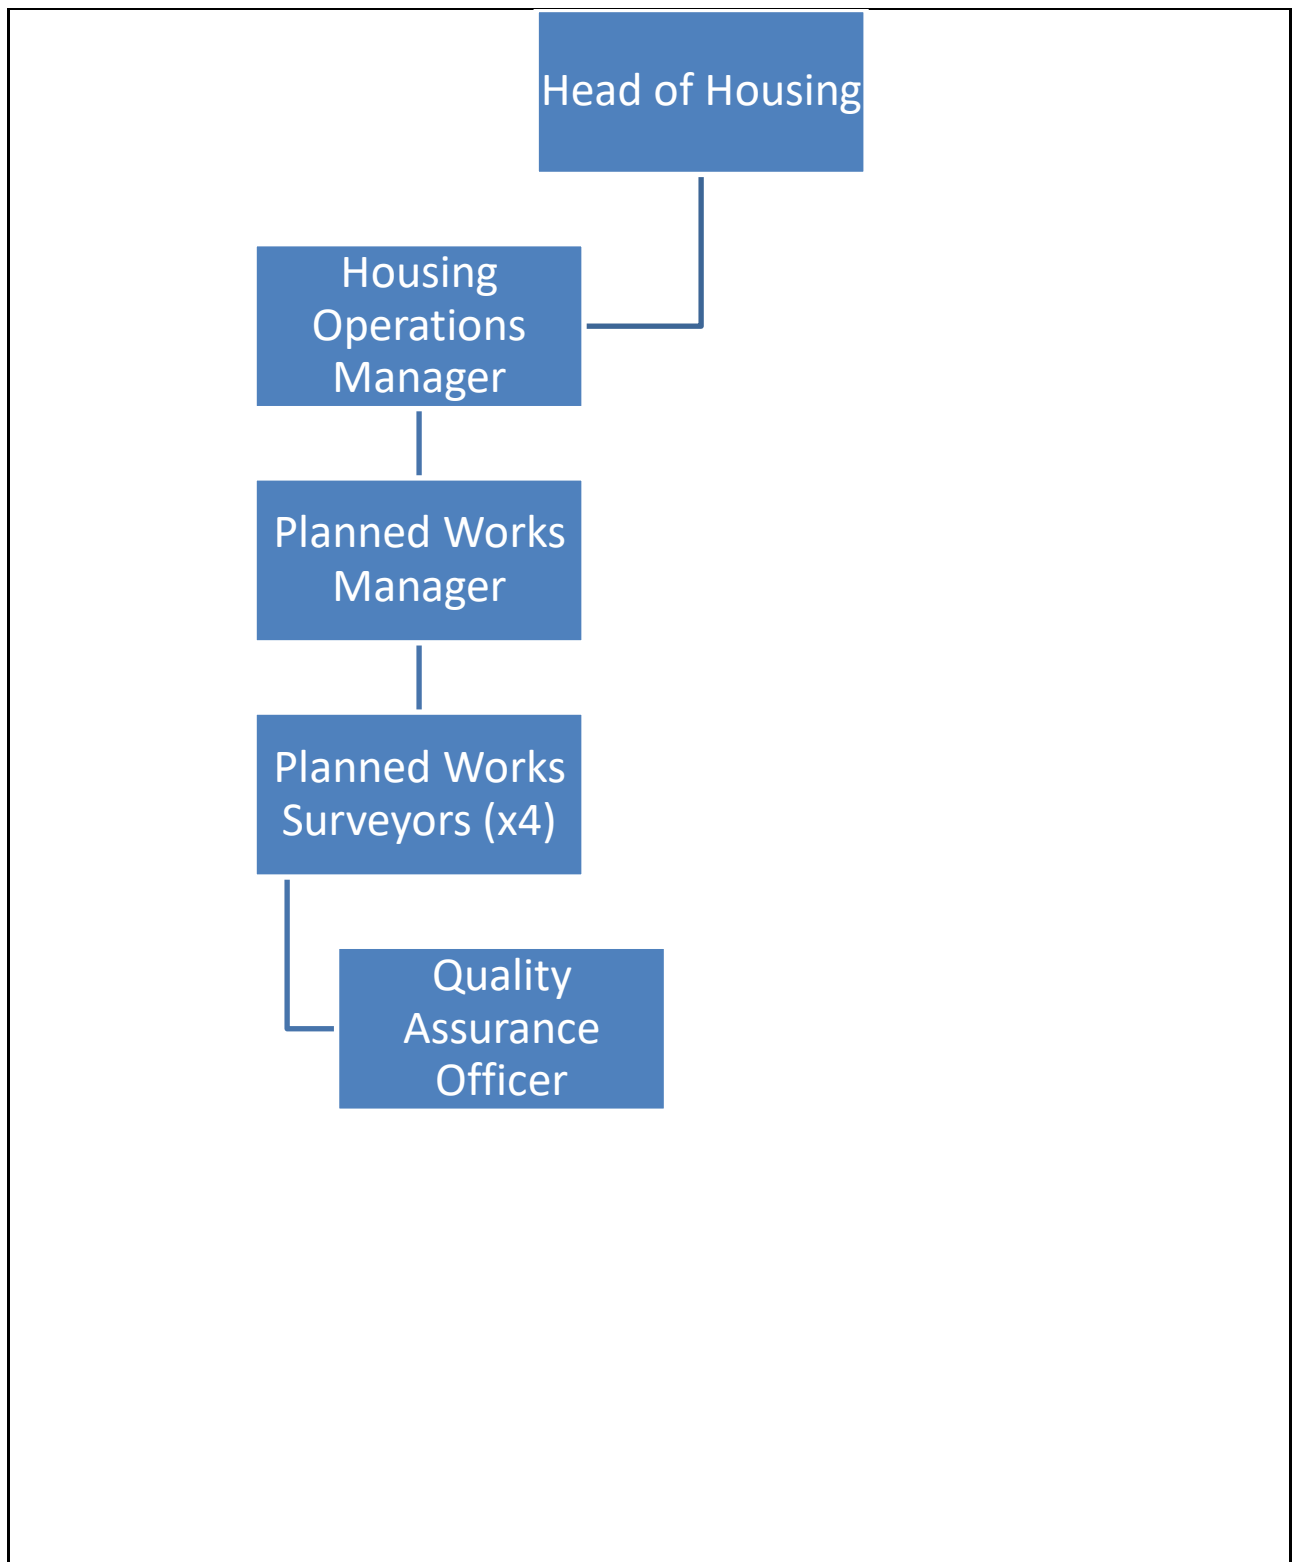 Head of Housing
Housing
Operations
Manager
Planned Works
Manager
Planned Works
Surveyors (x4)
Quality
Assurance
Officer